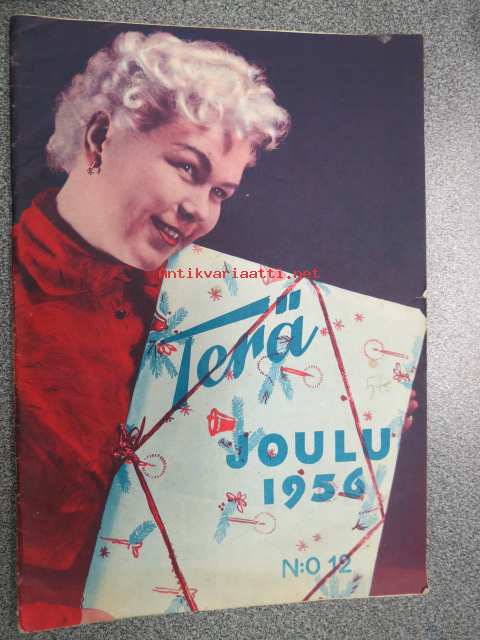 antikvariaatti.net
Terä
JOULU
1956
N:O 12